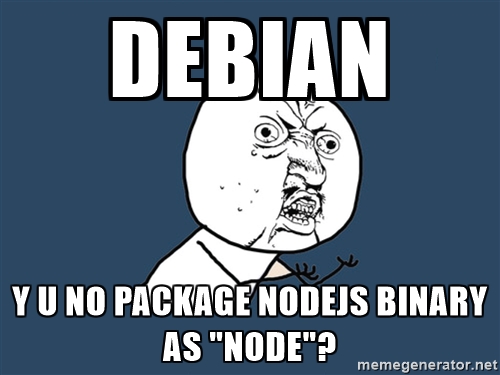 DEBIAN
Y U NO PACKAGE NODEJS BINARY
AS "NODE"?
memegenerator.net